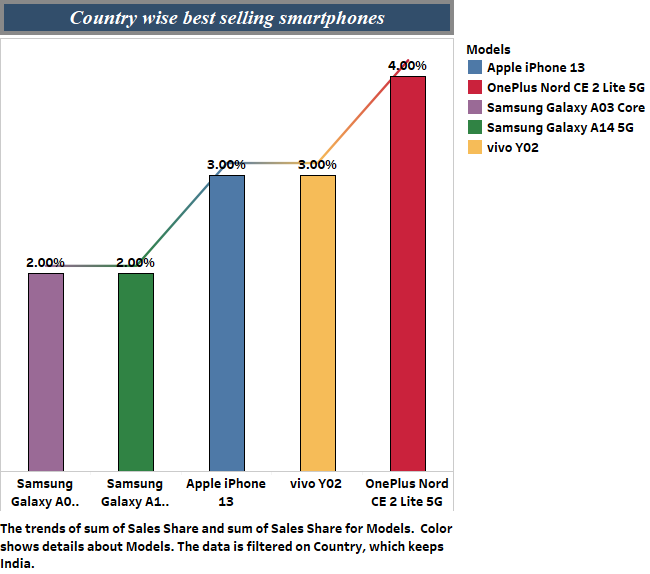 Country wise best selling smartphones
Models
Apple iPhone 13
OnePlus Nord CE 2 Lite 5G
Samsung Galaxy A03 Core
Samsung Galaxy A14 5G
vivo Y02
4.00%
3.00%
3.00%
2.00%
2.00%
Samsung
Galaxy A0..
Samsung
Galaxy A1..
Apple iPhone
13
vivo Y02
OnePlus Nord
CE 2 Lite 5G
The trends of sum of Sales Share and sum of Sales Share for Models.  Color
shows details about Models. The data is filtered on Country, which keeps
India.